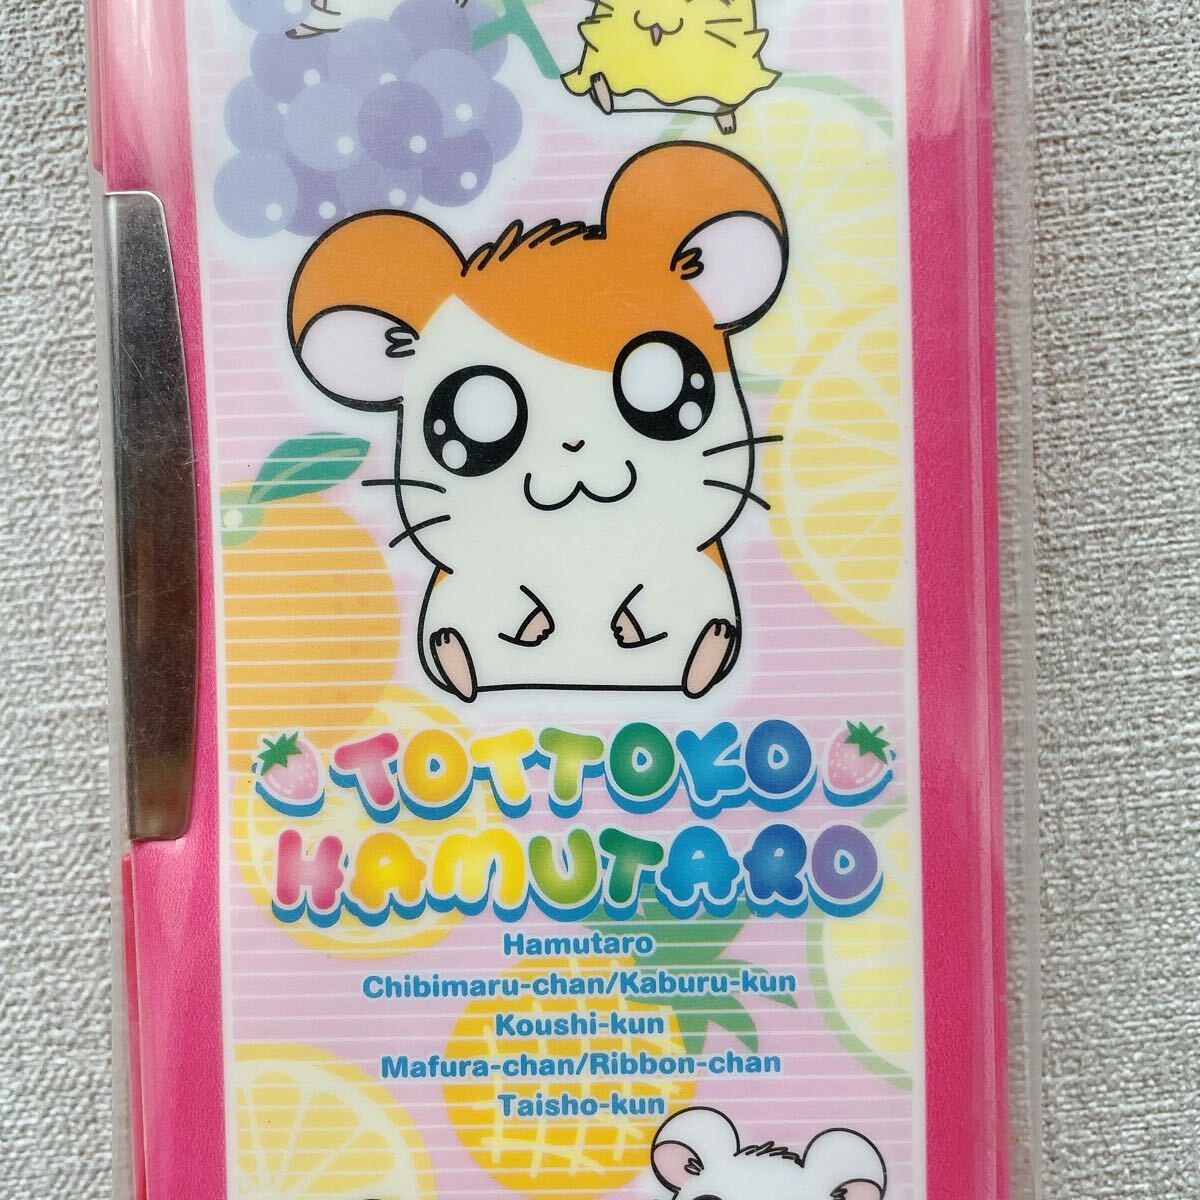 TOTTOKO
HAMUTARO
Hamutaro
Chibimaru-chan/Kaburu-kun
Koushi-kun
Mafura-chan/Ribbon-chan
Taisho-kun